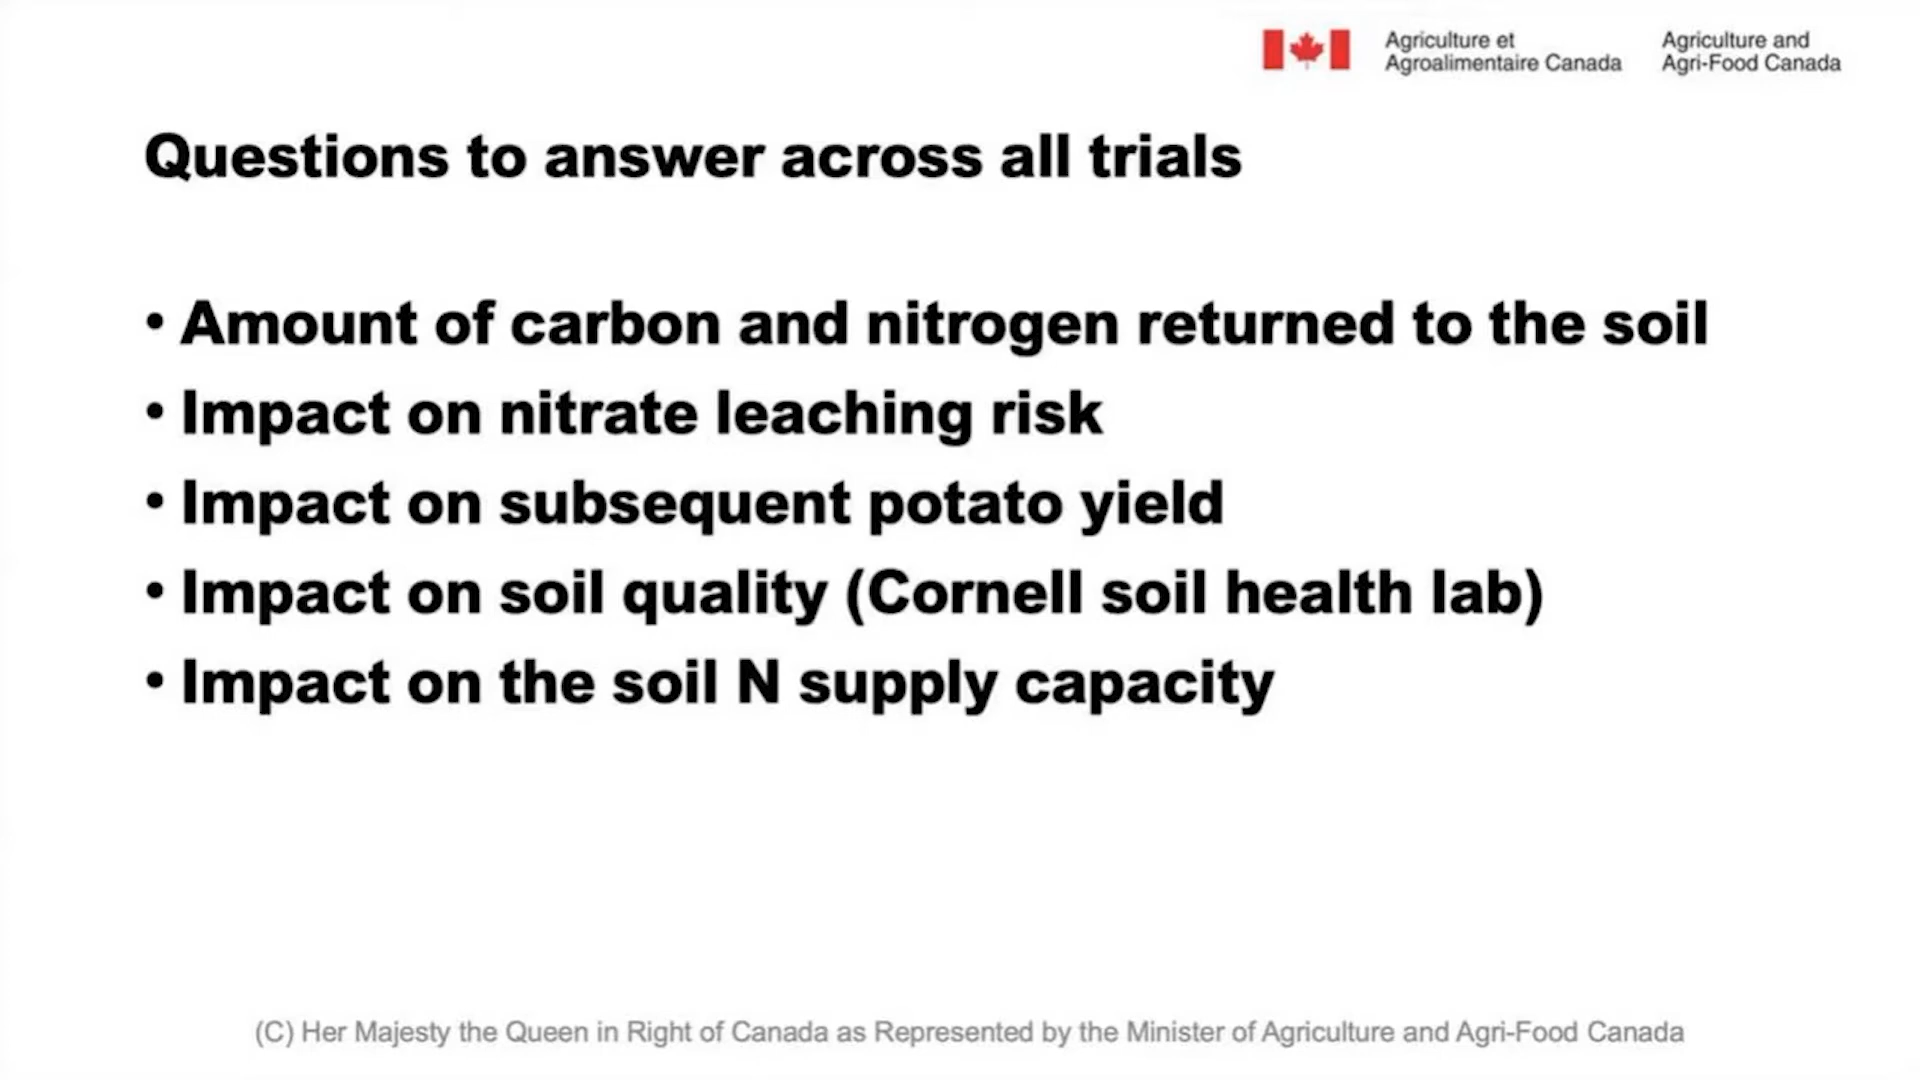 Agriculture et
Agroalimentaire Canada
Agriculture and
Agri-Food Canada
Questions to answer across all trials
• Amount of carbon and nitrogen returned to the soil
• Impact on nitrate leaching risk
• Impact on subsequent potato yield
• Impact on soil quality (Cornell soil health lab)
• Impact on the soil N supply capacity
(C) Her Majesty the Queen in Right of Canada as Represented by the Minister of Agriculture and Agri-Food Canada